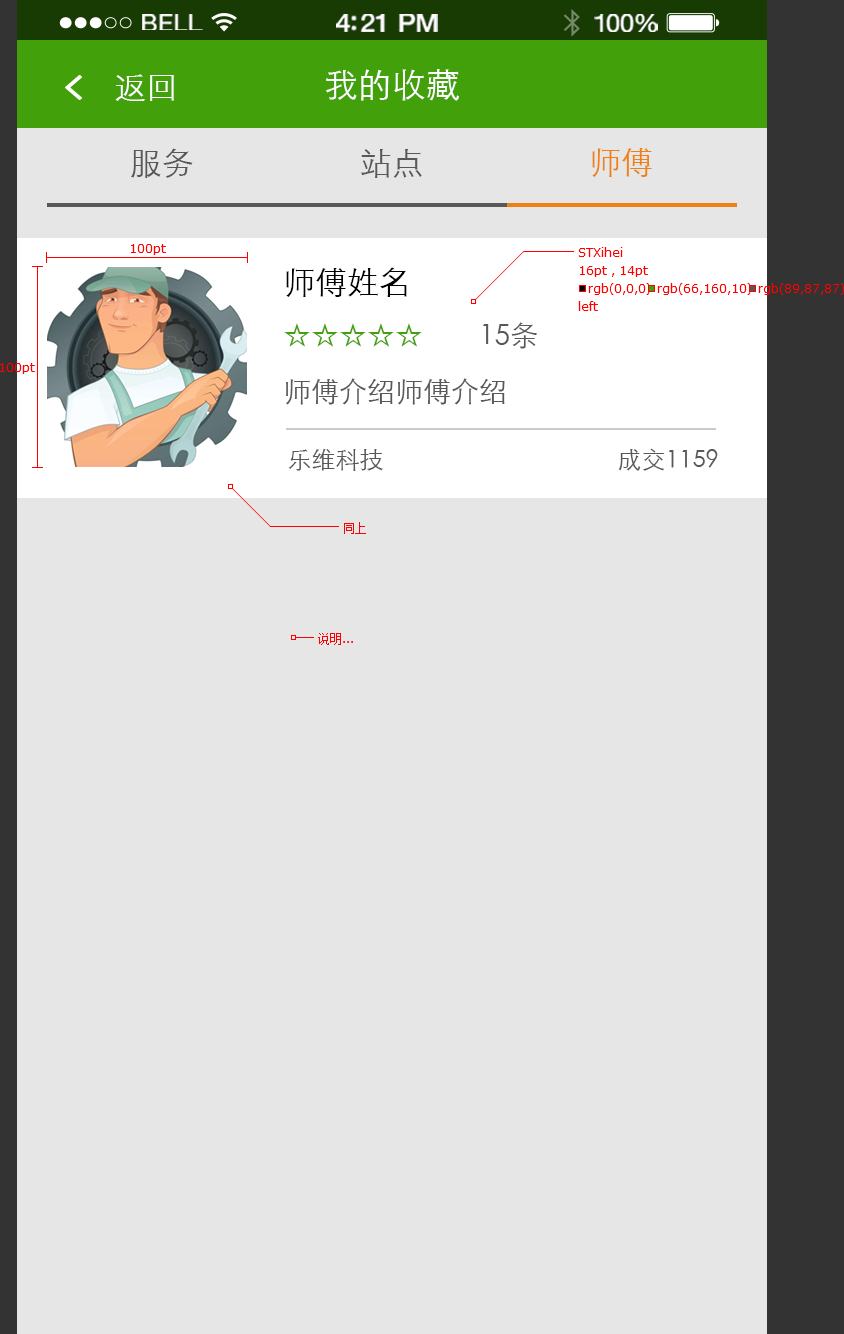 BELL 4:21 PM 100%
返回 我的收藏
服务 站点 师傅
100pt
STXihei
16pt , 14pt
rgb(0,0,0) rgb(66,160,10) rgb(89,87,87)
left
师傅姓名
15条
100pt
师傅介绍师傅介绍
乐维科技 成交1159
同上
说明...